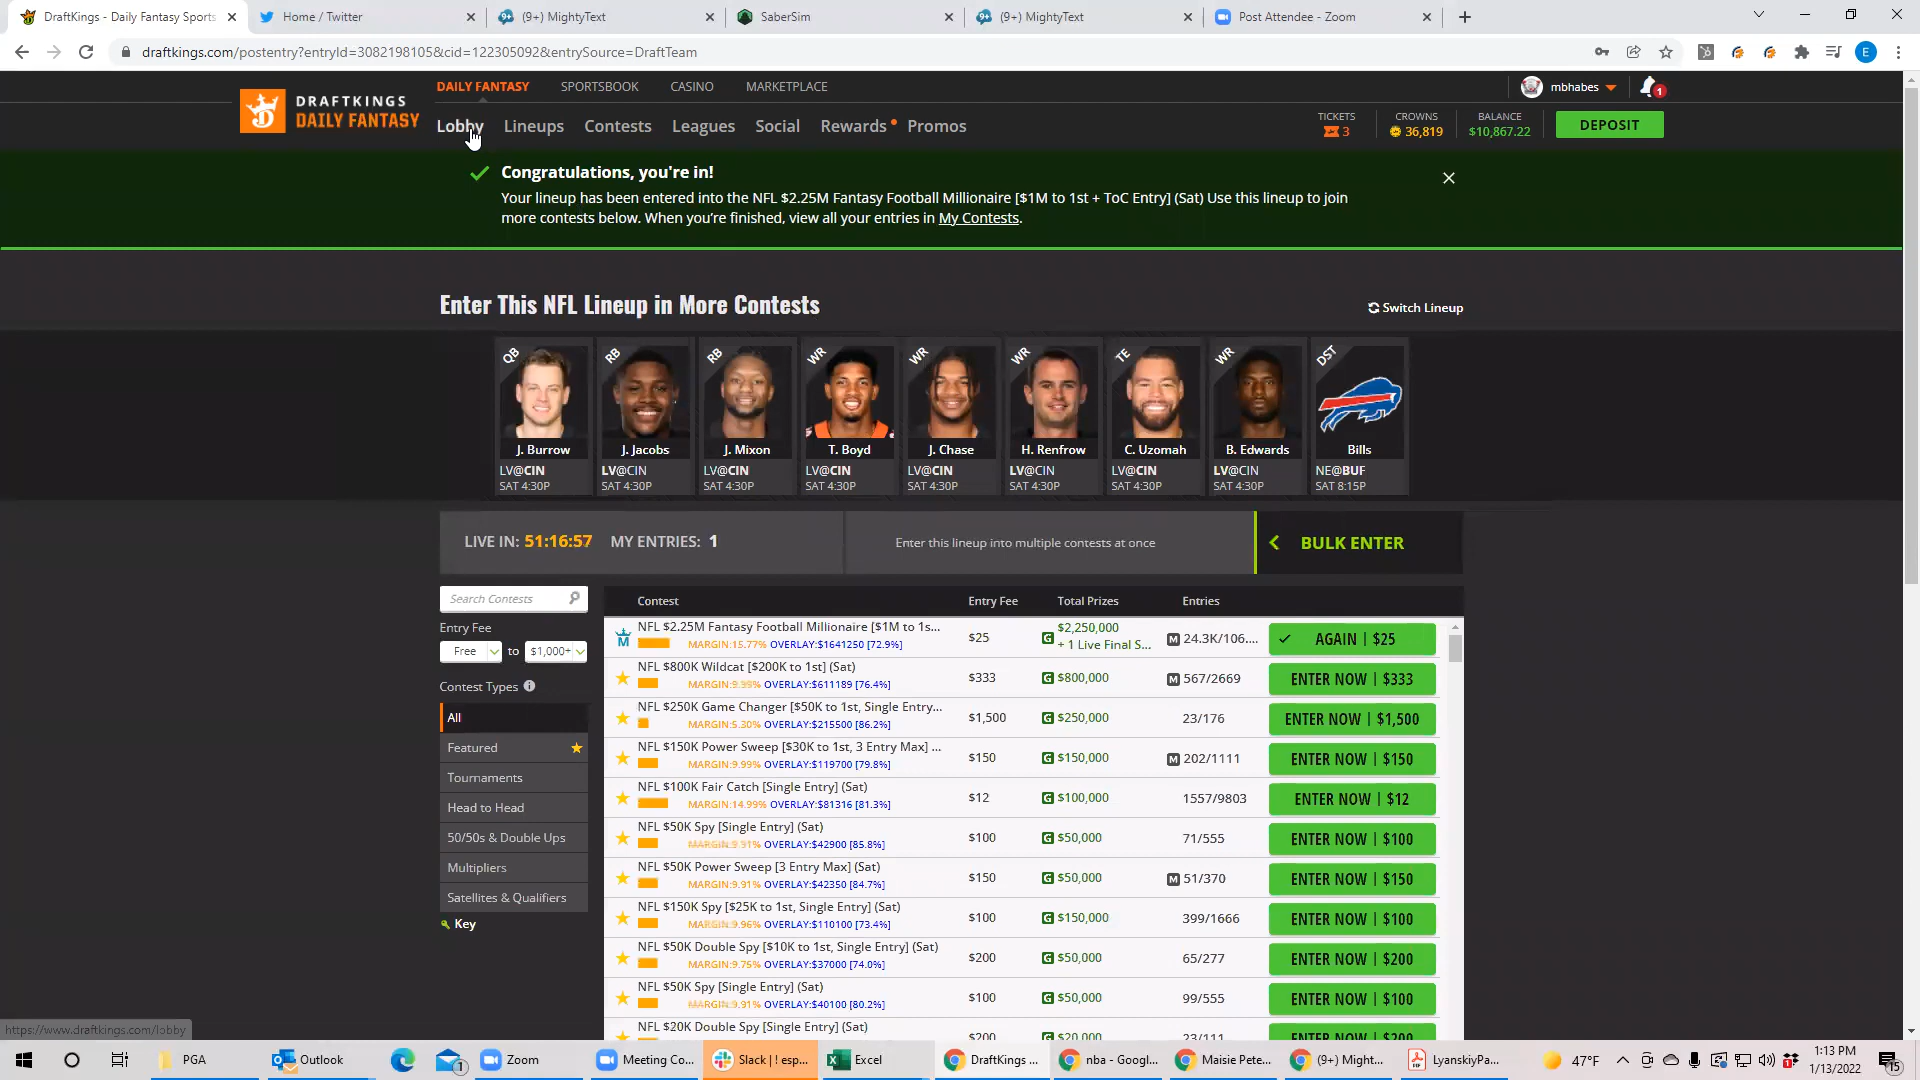 DraftKings - Daily Fantasy Sports
Home / Twitter
(9+) MightyText
SaberSim
(9+) MightyText
Post Attendee - Zoom
draftkings.com/postentry?entryId=3082198105&cid=122305092&entrySource=DraftTeam
E
DAILY FANTASY
SPORTSBOOK
CASINO
MARKETPLACE
mbhabes
1
DRAFTKINGS
DAILY FANTASY
Lobby
Lineups
Contests
Leagues
Social
Rewards
Promos
TICKETS
3
CROWNS
36,819
BALANCE
$10,867.22
DEPOSIT
Congratulations, you're in!
Your lineup has been entered into the NFL $2.25M Fantasy Football Millionaire [$1M to 1st + ToC Entry] (Sat) Use this lineup to join
more contests below. When you're finished, view all your entries in My Contests.
Enter This NFL Lineup in More Contests
Switch Lineup
QB RB RB WR WR WR TE WR DST
J. Burrow J. Jacobs J. Mixon T. Boyd J. Chase H. Renfrow C. Uzomah B. Edwards Bills
LV@CIN LV@CIN LV@CIN LV@CIN LV@CIN LV@CIN LV@CIN LV@CIN NE@BUF
SAT 4:30P SAT 4:30P SAT 4:30P SAT 4:30P SAT 4:30P SAT 4:30P SAT 4:30P SAT 4:30P SAT 8:15P
LIVE IN: 51:16:57 MY ENTRIES: 1
Enter this lineup into multiple contests at once
BULK ENTER
Search Contests
Entry Fee
Free to $1,000+
Contest Types
All
Featured
Tournaments
Head to Head
50/50s & Double Ups
Multipliers
Satellites & Qualifiers
Key
Contest Entry Fee Total Prizes Entries
NFL $2.25M Fantasy Football Millionaire [$1M to 1s...
MARGIN:15.77% OVERLAY:$1641250 [72.9%]
$25
G $2,250,000
+ 1 Live Final S...
M 24.3K/106....
AGAIN | $25
NFL $800K Wildcat [$200K to 1st] (Sat)
MARGIN:9.99% OVERLAY:$611189 [76.4%]
$333
G $800,000
M 567/2669
ENTER NOW | $333
NFL $250K Game Changer [$50K to 1st, Single Entry...
MARGIN:5.30% OVERLAY:$215500 [86.2%]
$1,500
G $250,000
23/176
ENTER NOW | $1,500
NFL $150K Power Sweep [$30K to 1st, 3 Entry Max] ...
MARGIN:9.99% OVERLAY:$119700 [79.8%]
$150
G $150,000
M 202/1111
ENTER NOW | $150
NFL $100K Fair Catch [Single Entry] (Sat)
MARGIN:14.99% OVERLAY:$81316 [81.3%]
$12
G $100,000
1557/9803
ENTER NOW | $12
NFL $50K Spy [Single Entry] (Sat)
MARGIN:9.91% OVERLAY:$42900 [85.8%]
$100
G $50,000
71/555
ENTER NOW | $100
NFL $50K Power Sweep [3 Entry Max] (Sat)
MARGIN:9.91% OVERLAY:$42350 [84.7%]
$150
G $50,000
M 51/370
ENTER NOW | $150
NFL $150K Spy [$25K to 1st, Single Entry] (Sat)
MARGIN:9.96% OVERLAY:$110100 [73.4%]
$100
G $150,000
399/1666
ENTER NOW | $100
NFL $50K Double Spy [$10K to 1st, Single Entry] (Sat)
MARGIN:9.75% OVERLAY:$37000 [74.0%]
$200
G $50,000
65/277
ENTER NOW | $200
NFL $50K Spy [Single Entry] (Sat)
MARGIN:9.91% OVERLAY:$40100 [80.2%]
$100
G $50,000
99/555
ENTER NOW | $100
NFL $20K Double Spy [Single Entry] (Sat)
$200
G $20,000
23/111
ENTER NOW | $200
https://www.draftkings.com/lobby
PGA
Outlook
1
Zoom
Meeting Co...
Slack | ! esp...
Excel
DraftKings ...
nba - Googl...
Maisie Pete...
(9+) Might...
LyanskiyPa...
47°F
1:13 PM
1/13/2022
15